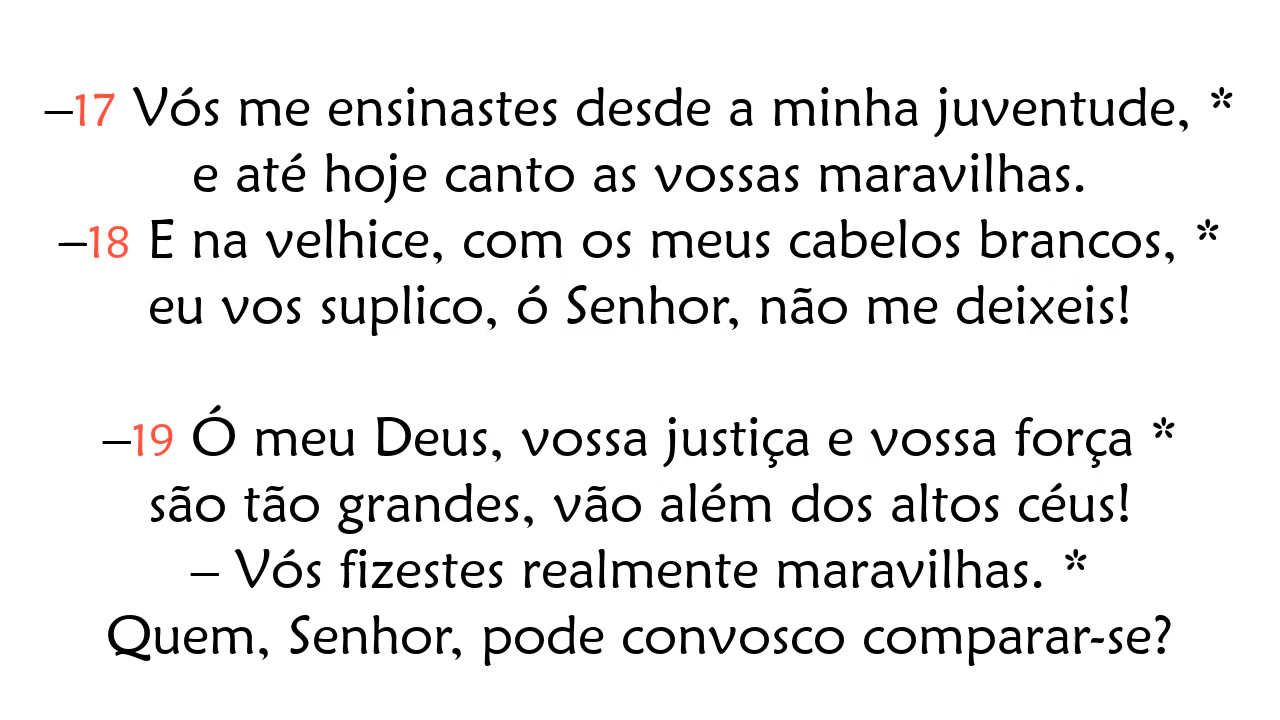 –17 Vós me ensinastes desde a minha juventude, *
e até hoje canto as vossas maravilhas.
–18 E na velhice, com os meus cabelos brancos, *
eu vos suplico, ó Senhor, não me deixeis!
–19 Ó meu Deus, vossa justiça e vossa força *
são tão grandes, vão além dos altos céus!
– Vós fizestes realmente maravilhas. *
Quem, Senhor, pode convosco comparar-se?